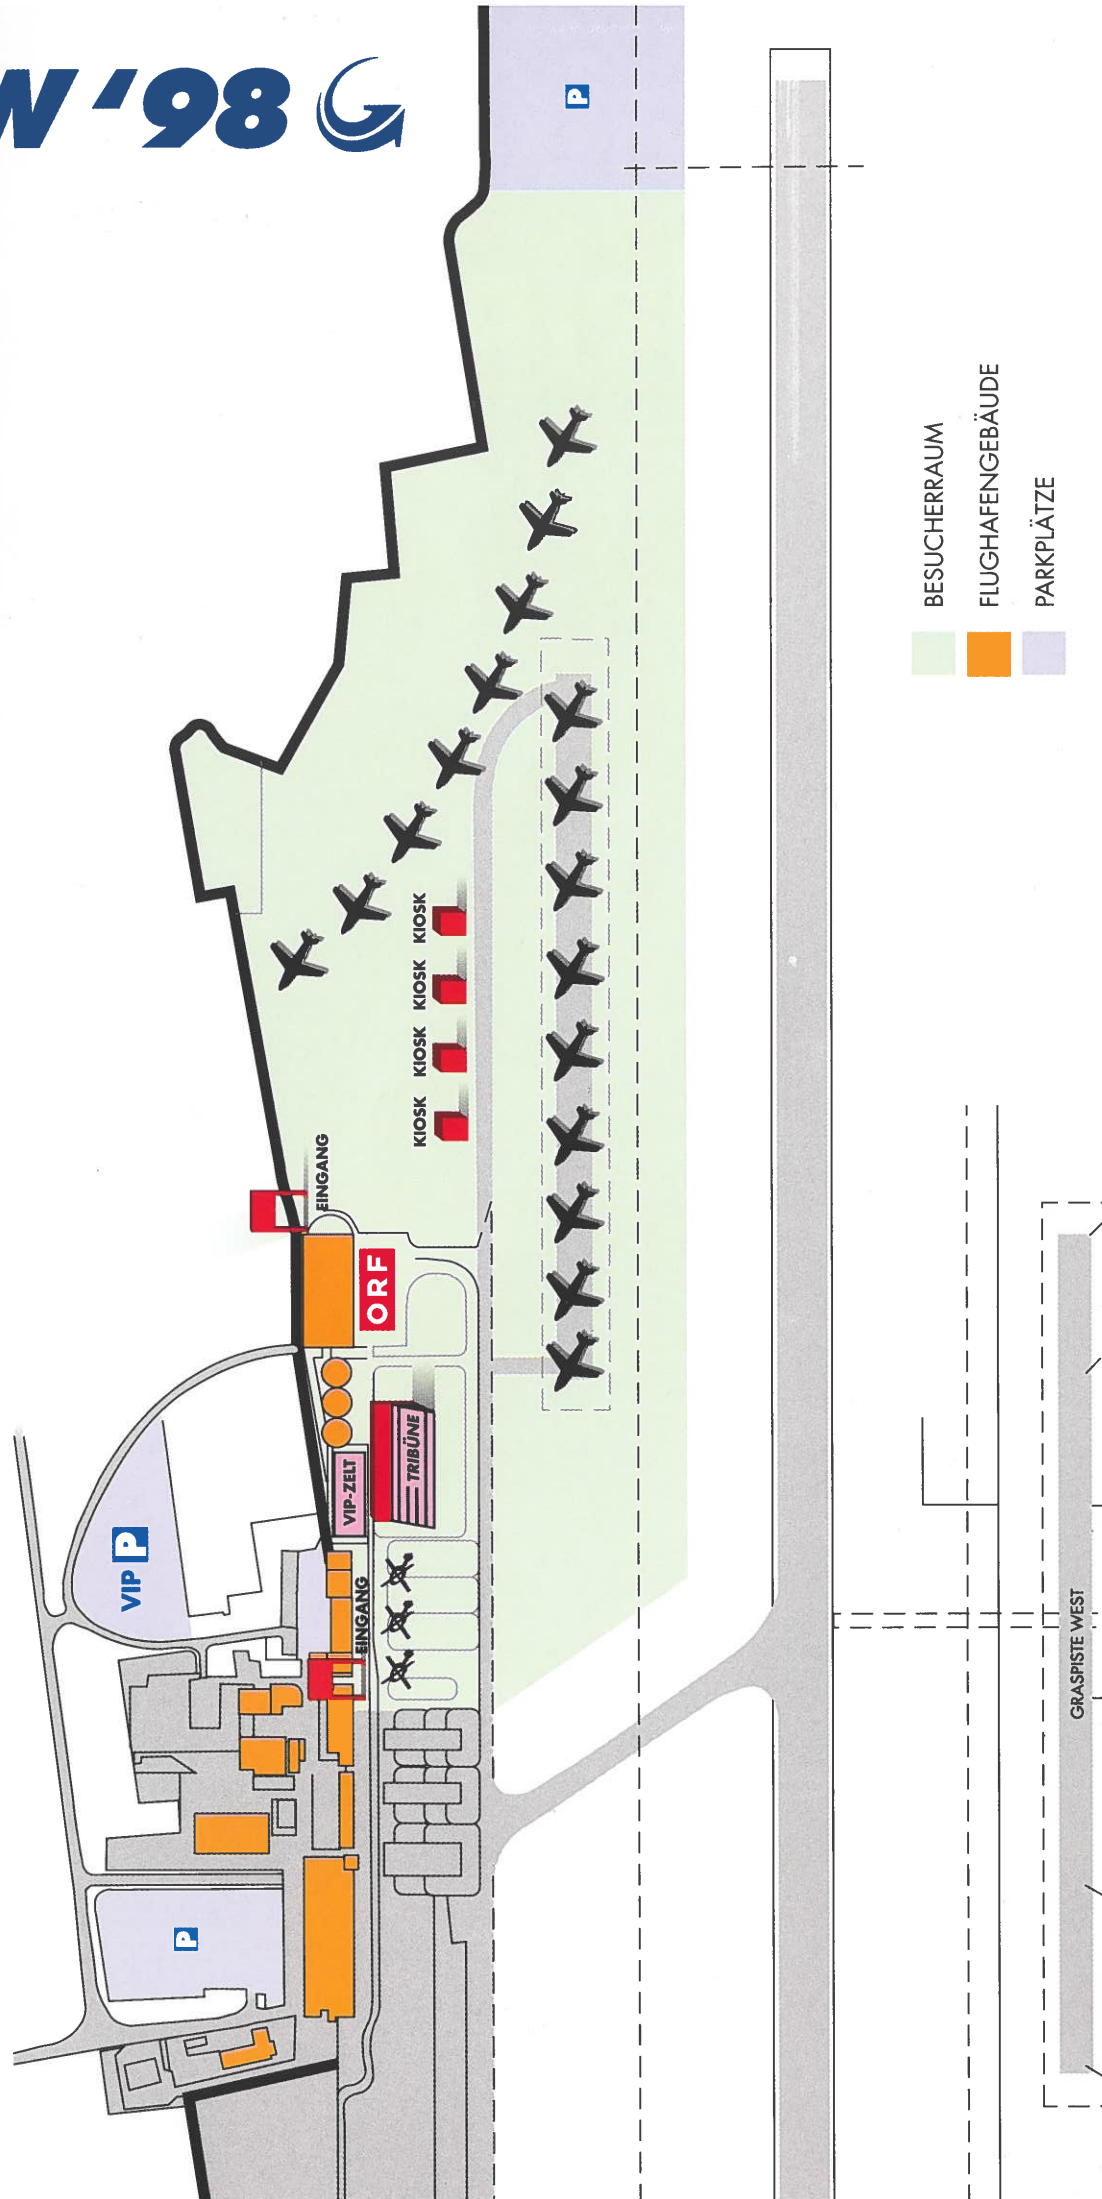 W '98
P
BESUCHERRAUM
FLUGHAFENGEBÄUDE
PARKPLÄTZE
KIOSK
KIOSK
KIOSK
KIOSK
EINGANG
ORF
TRIBÜNE
VIP-ZELT
VIP P
EINGANG
GRASPISTE WEST
P